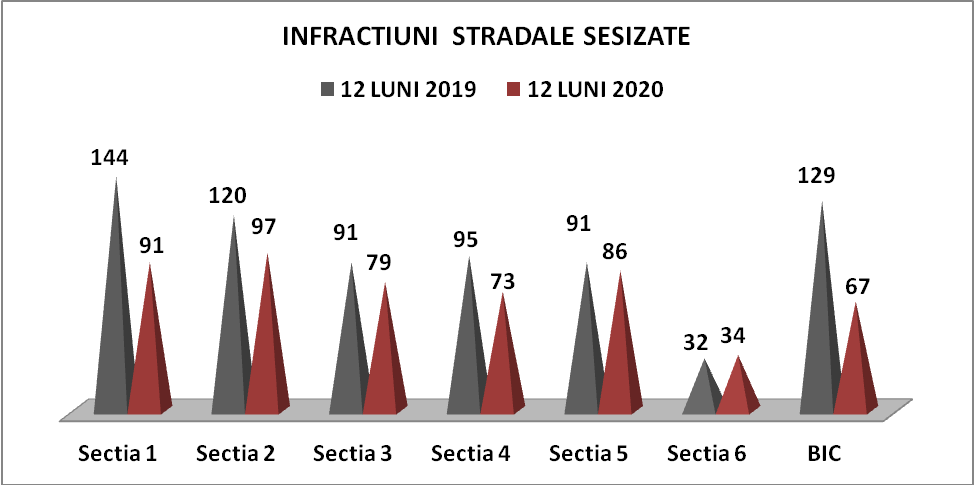 INFRACTIUNI STRADALE SESIZATE
12 LUNI 2019 12 LUNI 2020
144 91 120 97 91 79 95 73 91 86 32 34 129 67
Sectia 1 Sectia 2 Sectia 3 Sectia 4 Sectia 5 Sectia 6 BIC